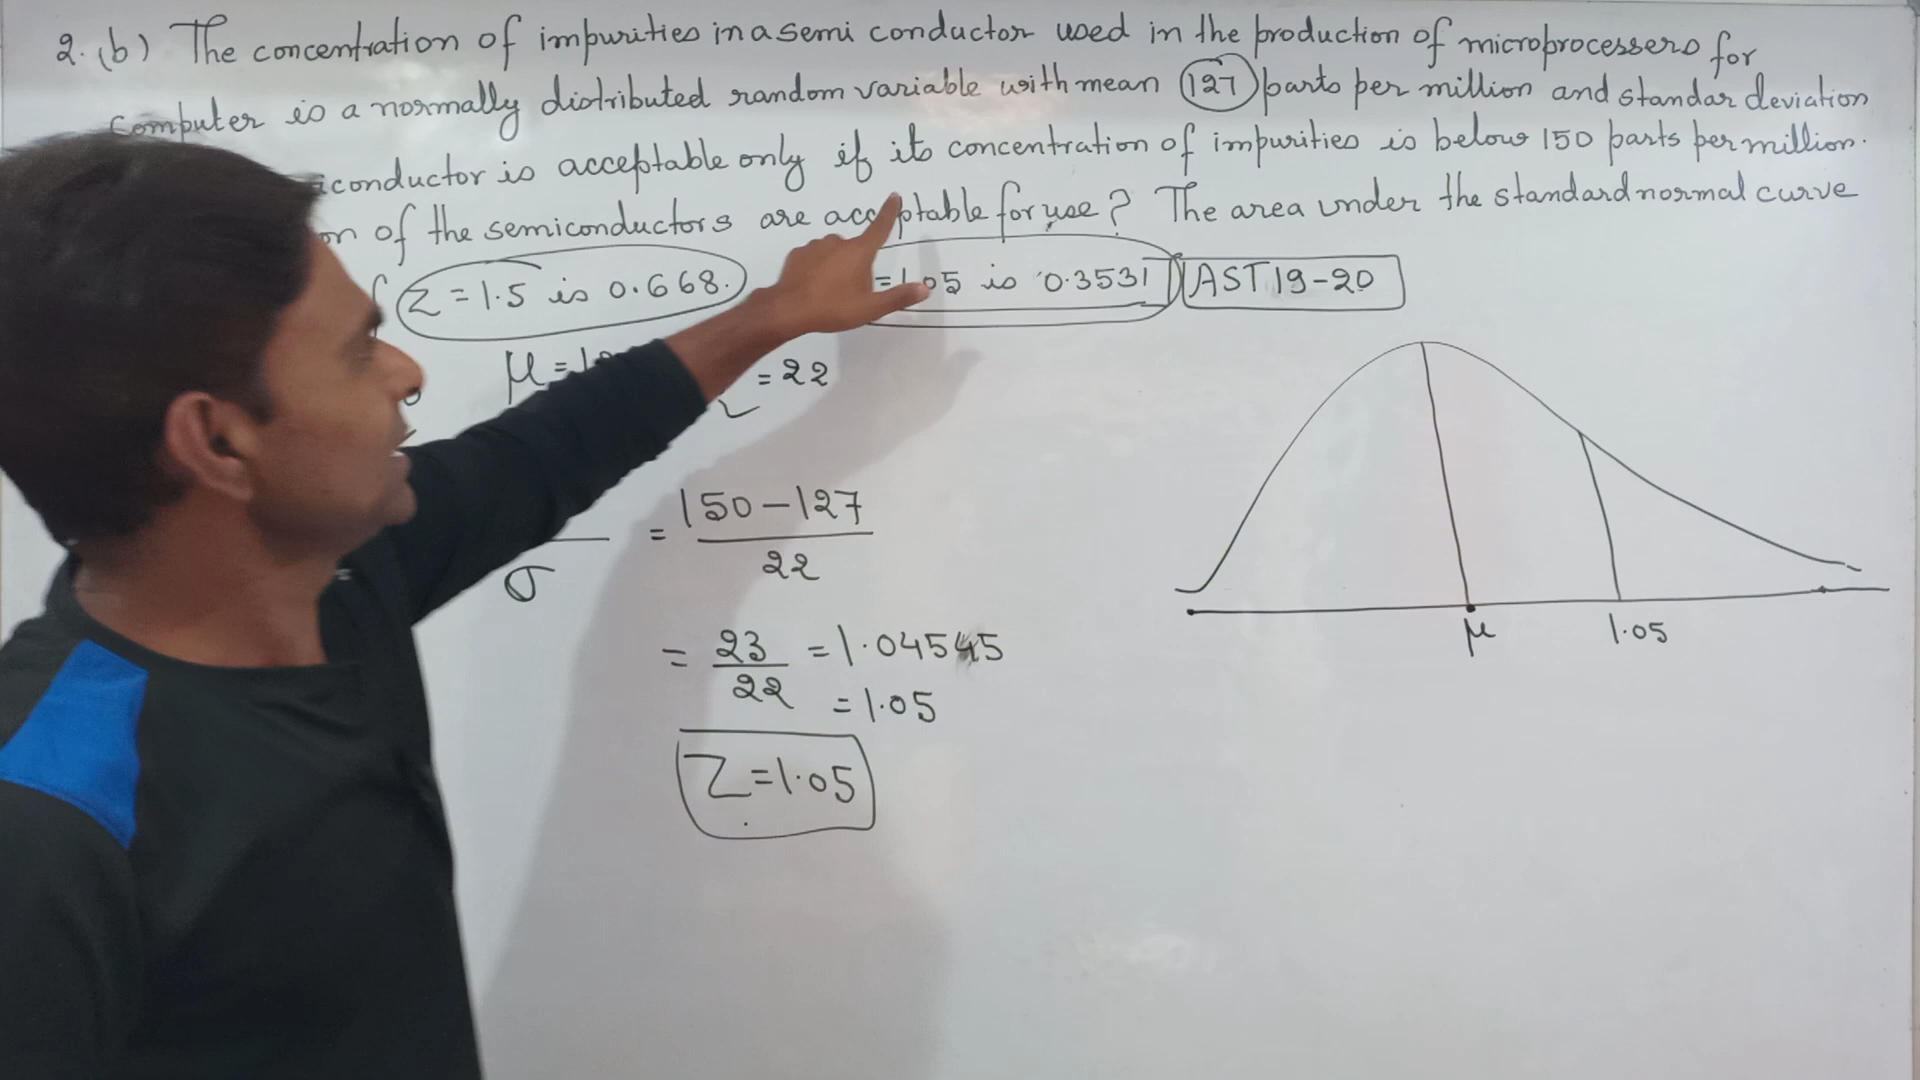 2. (b) The concentration of impurities in a semi conductor used in the production of microprocessers for
computer is a normally distributed random variable with mean 127 parts per million and standar deviation
iconductor is acceptable only if its concentration of impurities is below 150 parts per million.
on of the semiconductors are acceptable for use? The area under the standard normal curve
Z = 1.5 is 0.668. =1.05 is 0.3531 AST 19-20
μ = = 22
= 150 - 127
σ 22
= 23 = 1.04545
22 = 1.05
Z = 1.05
μ 1.05